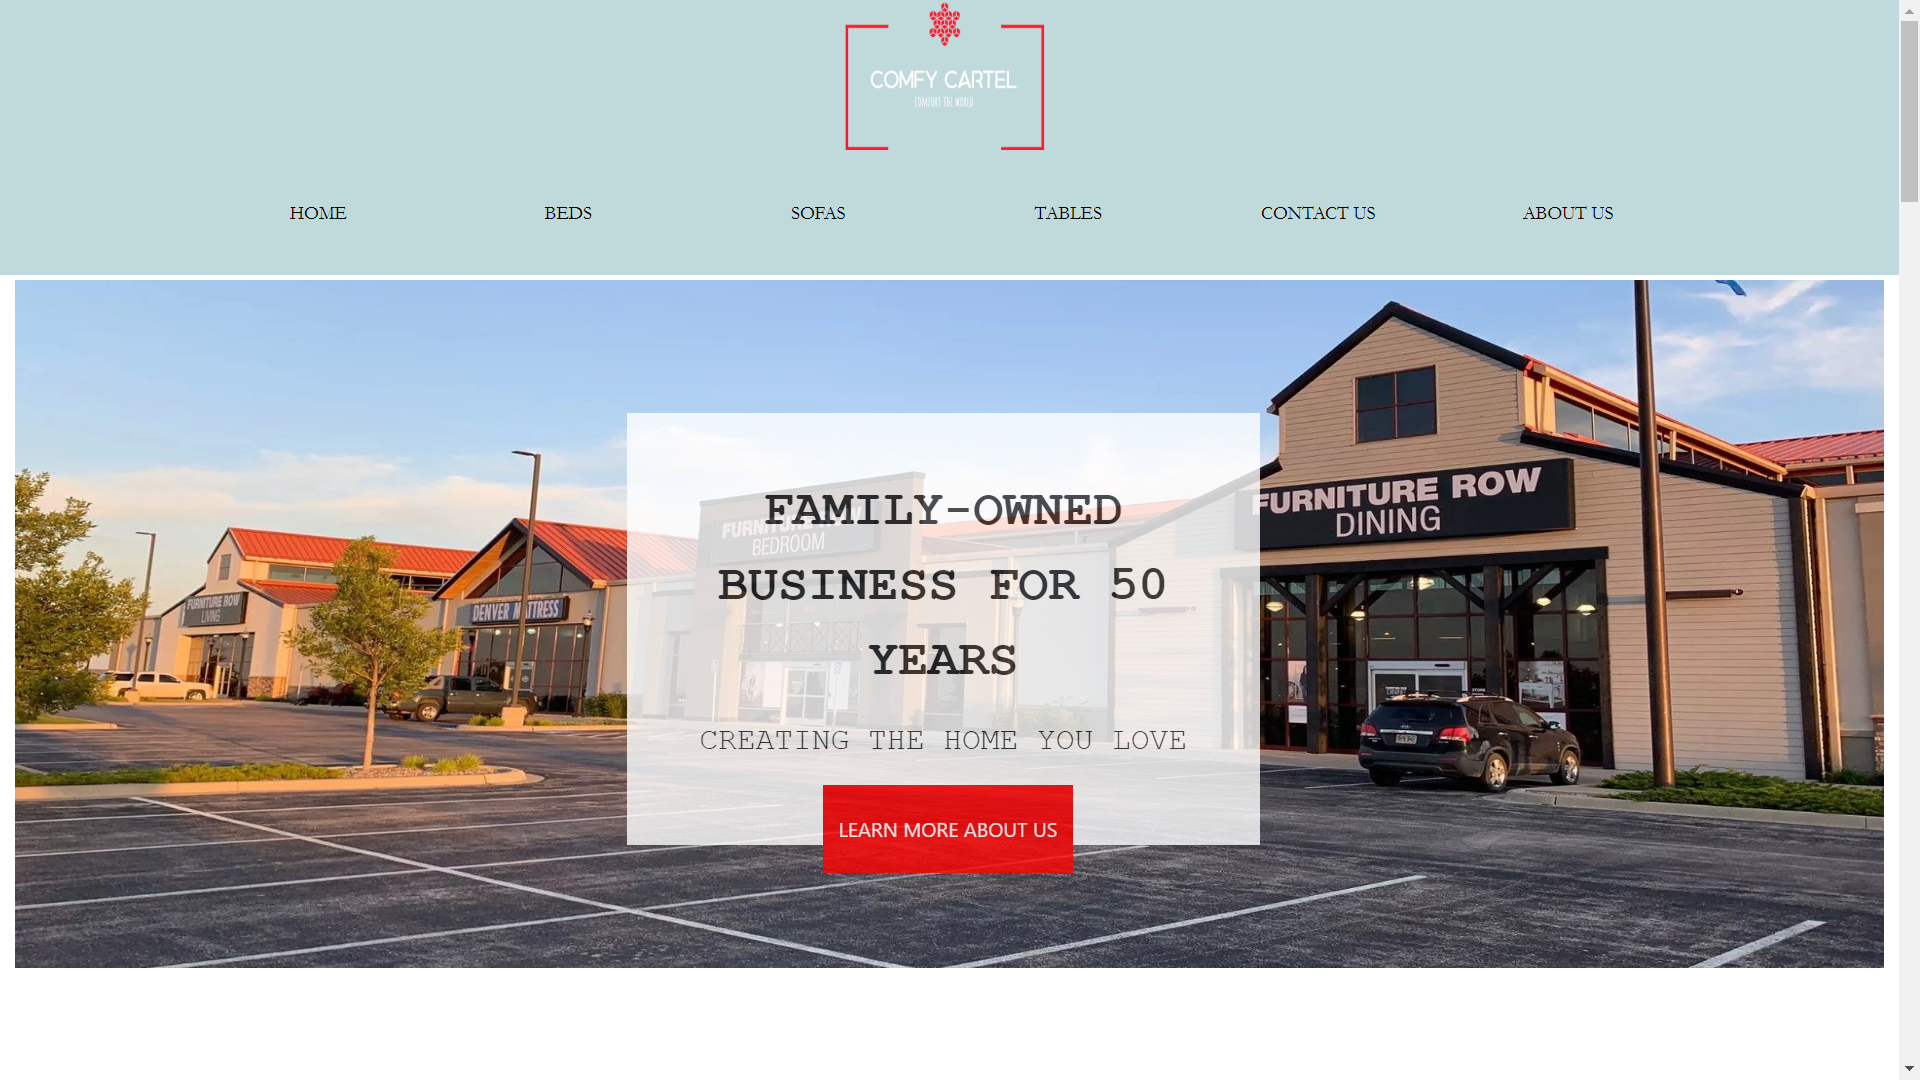 COMFY CARTEL
COMFORT THE WORLD
HOME BEDS SOFAS TABLES CONTACT US ABOUT US
FURNITURE ROW
DINING
FURNITURE ROW
BEDROOM
FURNITURE ROW
LIVING
DENVER MATTRESS
FAMILY-OWNED
BUSINESS FOR 50
YEARS
CREATING THE HOME YOU LOVE
LEARN MORE ABOUT US